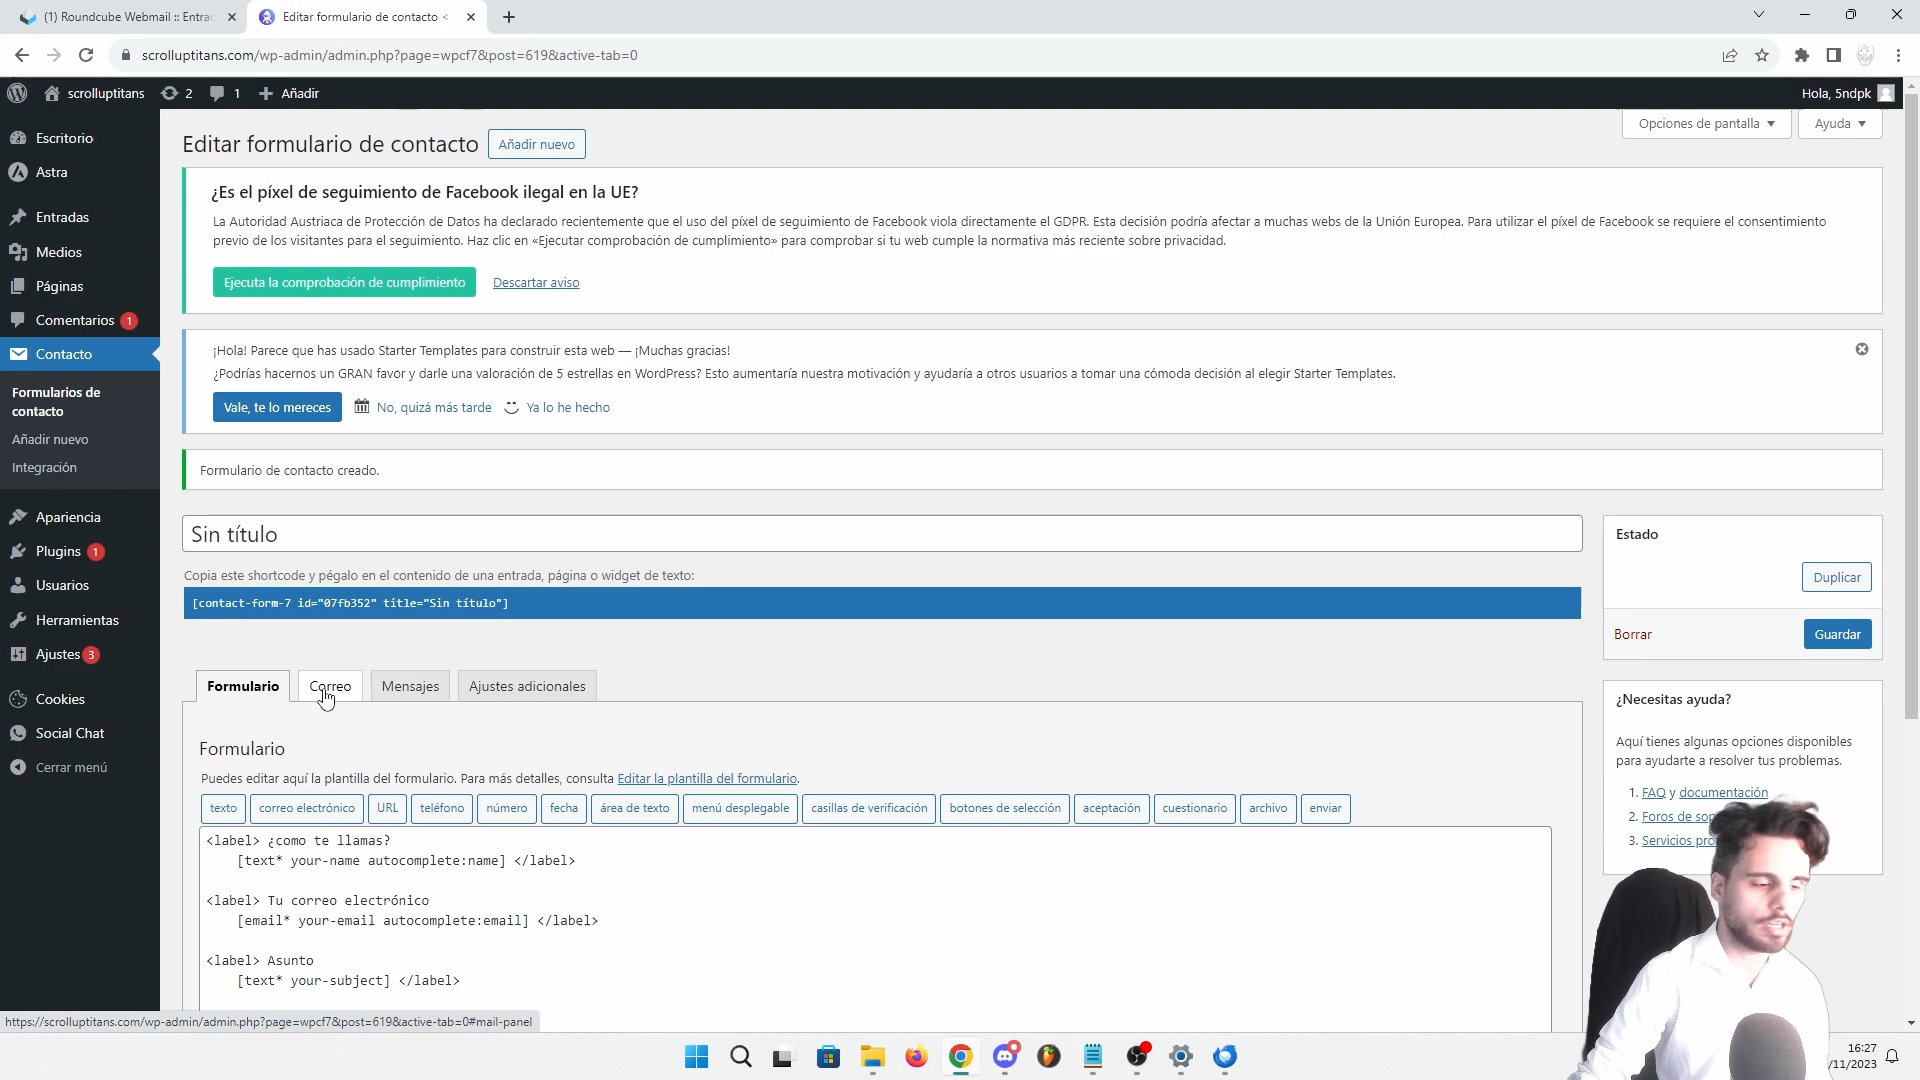 (1) Roundcube Webmail :: Entra
Editar formulario de contacto <
scrolluptitans.com/wp-admin/admin.php?page=wpcf7&post=619&active-tab=0
scrolluptitans
2
1
Añadir
Hola, 5ndpk
Opciones de pantalla
Ayuda
Escritorio
Astra
Entradas
Medios
Páginas
Comentarios 1
Contacto
Formularios de
contacto
Añadir nuevo
Integración
Apariencia
Plugins 1
Usuarios
Herramientas
Ajustes 3
Cookies
Social Chat
Cerrar menú
Editar formulario de contacto
Añadir nuevo
¿Es el píxel de seguimiento de Facebook ilegal en la UE?
La Autoridad Austriaca de Protección de Datos ha declarado recientemente que el uso del píxel de seguimiento de Facebook viola directamente el GDPR. Esta decisión podría afectar a muchas webs de la Unión Europea. Para utilizar el píxel de Facebook se requiere el consentimiento
previo de los visitantes para el seguimiento. Haz clic en «Ejecutar comprobación de cumplimiento» para comprobar si tu web cumple la normativa más reciente sobre privacidad.
Ejecuta la comprobación de cumplimiento
Descartar aviso
¡Hola! Parece que has usado Starter Templates para construir esta web — ¡Muchas gracias!
¿Podrías hacernos un GRAN favor y darle una valoración de 5 estrellas en WordPress? Esto aumentaría nuestra motivación y ayudaría a otros usuarios a tomar una cómoda decisión al elegir Starter Templates.
Vale, te lo mereces
No, quizá más tarde
Ya lo he hecho
Formulario de contacto creado.
Sin título
Copia este shortcode y pégalo en el contenido de una entrada, página o widget de texto:
[contact-form-7 id="07fb352" title="Sin título"]
Estado
Duplicar
Borrar
Guardar
Formulario
Correo
Mensajes
Ajustes adicionales
Formulario
Puedes editar aquí la plantilla del formulario. Para más detalles, consulta Editar la plantilla del formulario.
texto
correo electrónico
URL
teléfono
número
fecha
área de texto
menú desplegable
casillas de verificación
botones de selección
aceptación
cuestionario
archivo
enviar
<label> ¿como te llamas?
[text* your-name autocomplete:name] </label>
<label> Tu correo electrónico
[email* your-email autocomplete:email] </label>
<label> Asunto
[text* your-subject] </label>
¿Necesitas ayuda?
Aquí tienes algunas opciones disponibles
para ayudarte a resolver tus problemas.
1. FAQ y documentación
2. Foros de
3. Servicios
https://scrolluptitans.com/wp-admin/admin.php?page=wpcf7&post=619&active-tab=0#mail-panel
16:27
/11/2023